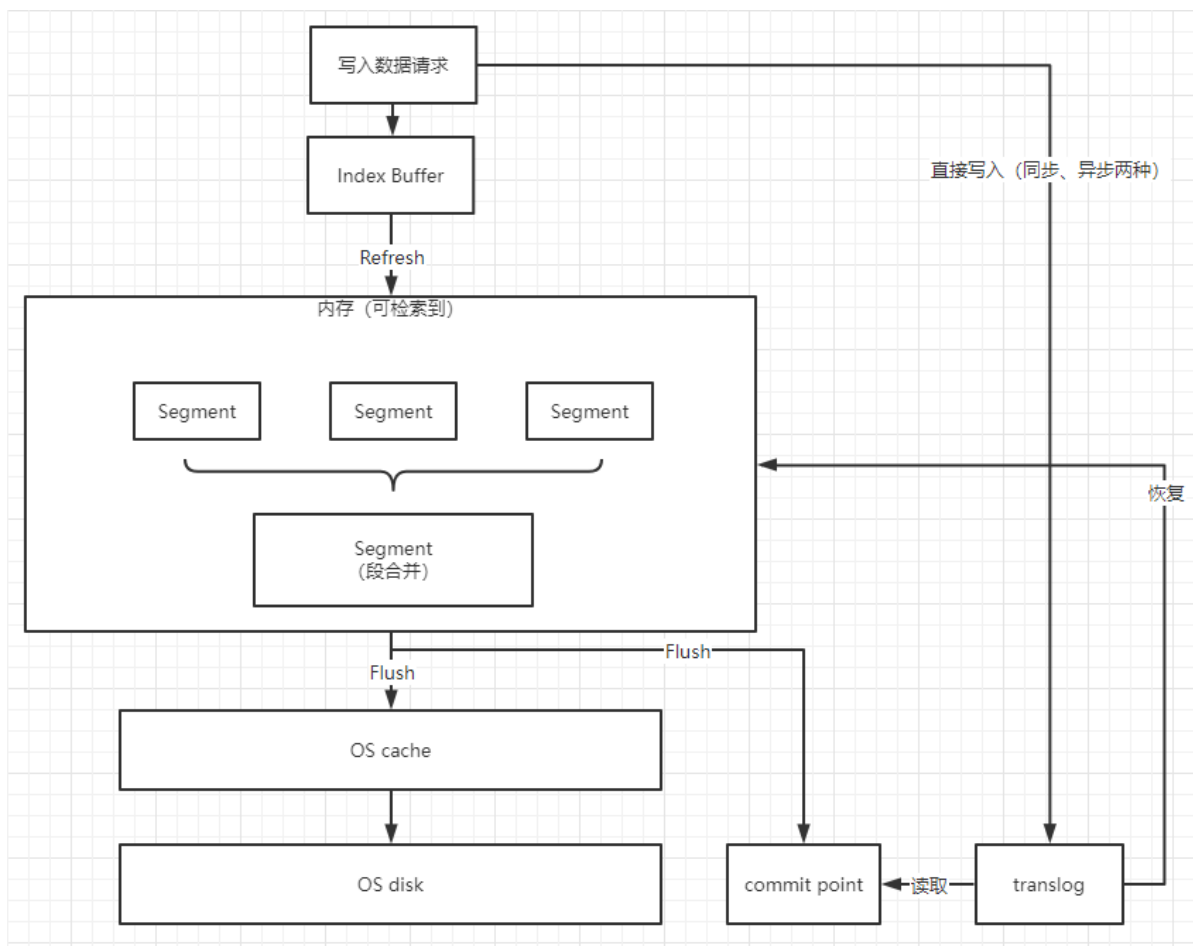 写入数据请求
Index Buffer
直接写入（同步、异步两种）
Refresh
内存（可检索到）
Segment
Segment
Segment
恢复
Segment
（段合并）
Flush
Flush
OS cache
OS disk
commit point
读取
translog